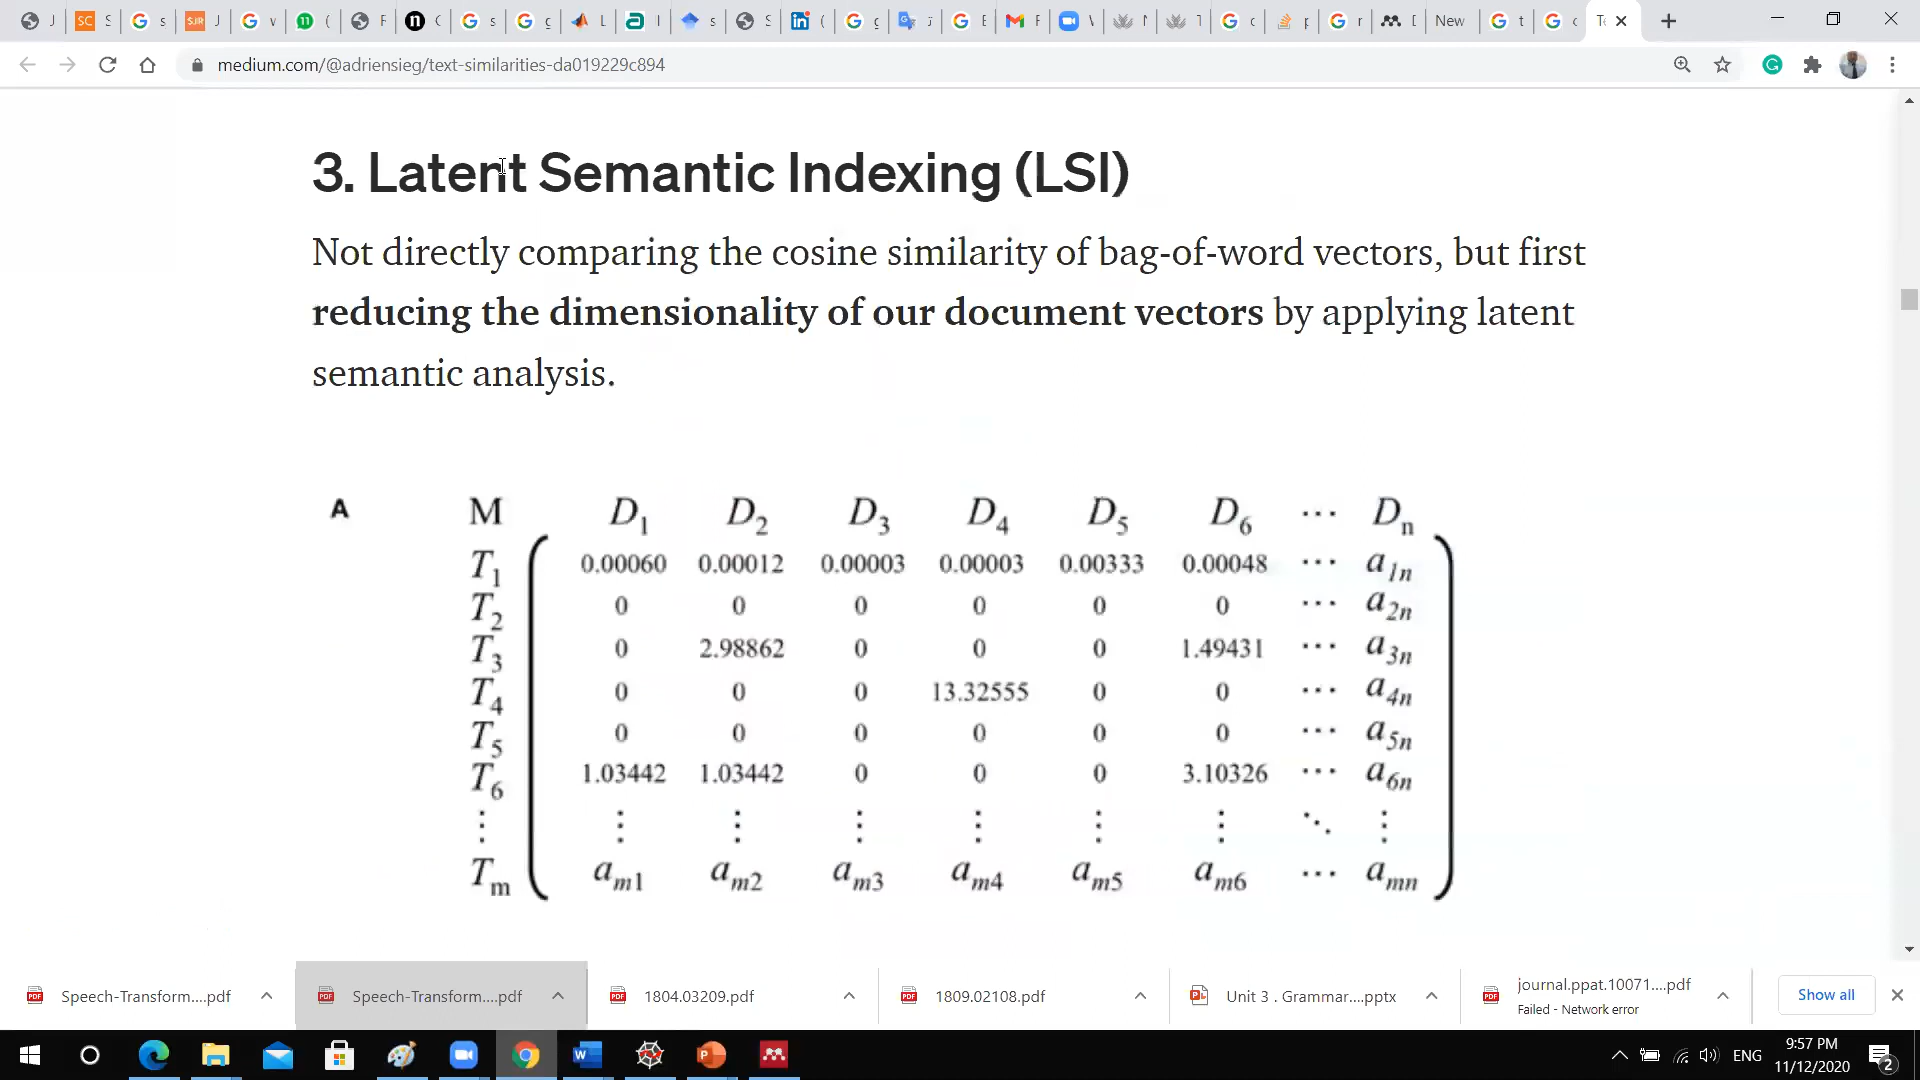 New
medium.com/@adriensieg/text-similarities-da019229c894
3. Latent Semantic Indexing (LSI)
Not directly comparing the cosine similarity of bag-of-word vectors, but first
reducing the dimensionality of our document vectors by applying latent
semantic analysis.
A M D1 D2 D3 D4 D5 D6 ... Dn
T1 0.00060 0.00012 0.00003 0.00003 0.00333 0.00048 ... a1n
T2 0 0 0 0 0 0 ... a2n
T3 0 2.98862 0 0 0 1.49431 ... a3n
T4 0 0 0 13.32555 0 0 ... a4n
T5 0 0 0 0 0 0 ... a5n
T6 1.03442 1.03442 0 0 0 3.10326 ... a6n
⋮ ⋮ ⋮ ⋮ ⋮ ⋮ ⋮ ⋱ ⋮
Tm am1 am2 am3 am4 am5 am6 ... amn
Speech-Transform....pdf
Speech-Transform....pdf
1804.03209.pdf
1809.02108.pdf
Unit 3 . Grammar....pptx
journal.ppat.10071....pdf
Failed - Network error
Show all
ENG
9:57 PM
11/12/2020
2